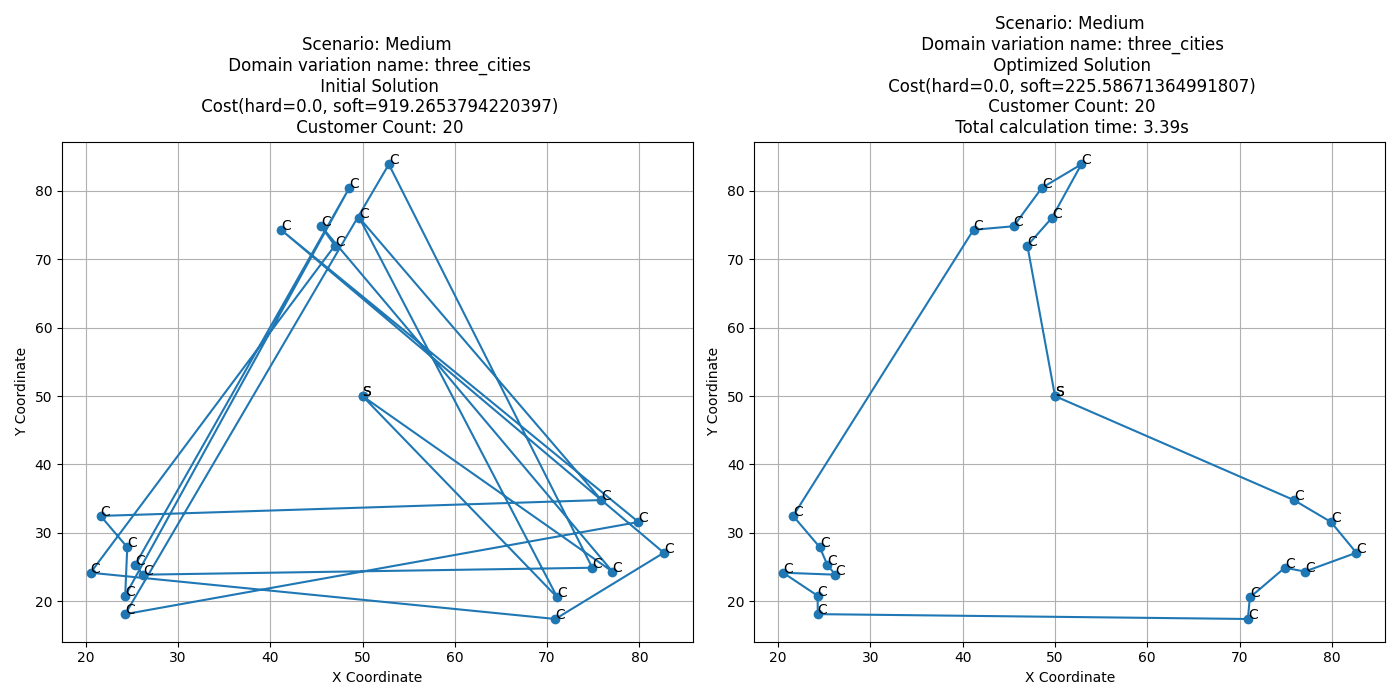 Scenario: Medium
Domain variation name: three_cities
Initial Solution
Cost(hard=0.0, soft=919.2653794220397)
Customer Count: 20
80
70
60
50
40
30
20
Y Coordinate
C
C
C
C
C
C
S
C
C
C
C
C
C
C
C
C
C
C
C
C
C
20
30
40
50
60
70
80
X Coordinate
Scenario: Medium
Domain variation name: three_cities
Optimized Solution
Cost(hard=0.0, soft=225.58671364991807)
Customer Count: 20
Total calculation time: 3.39s
80
70
60
50
40
30
20
Y Coordinate
C
C
C
C
C
C
S
C
C
C
C
C
C
C
C
C
C
C
C
C
C
20
30
40
50
60
70
80
X Coordinate